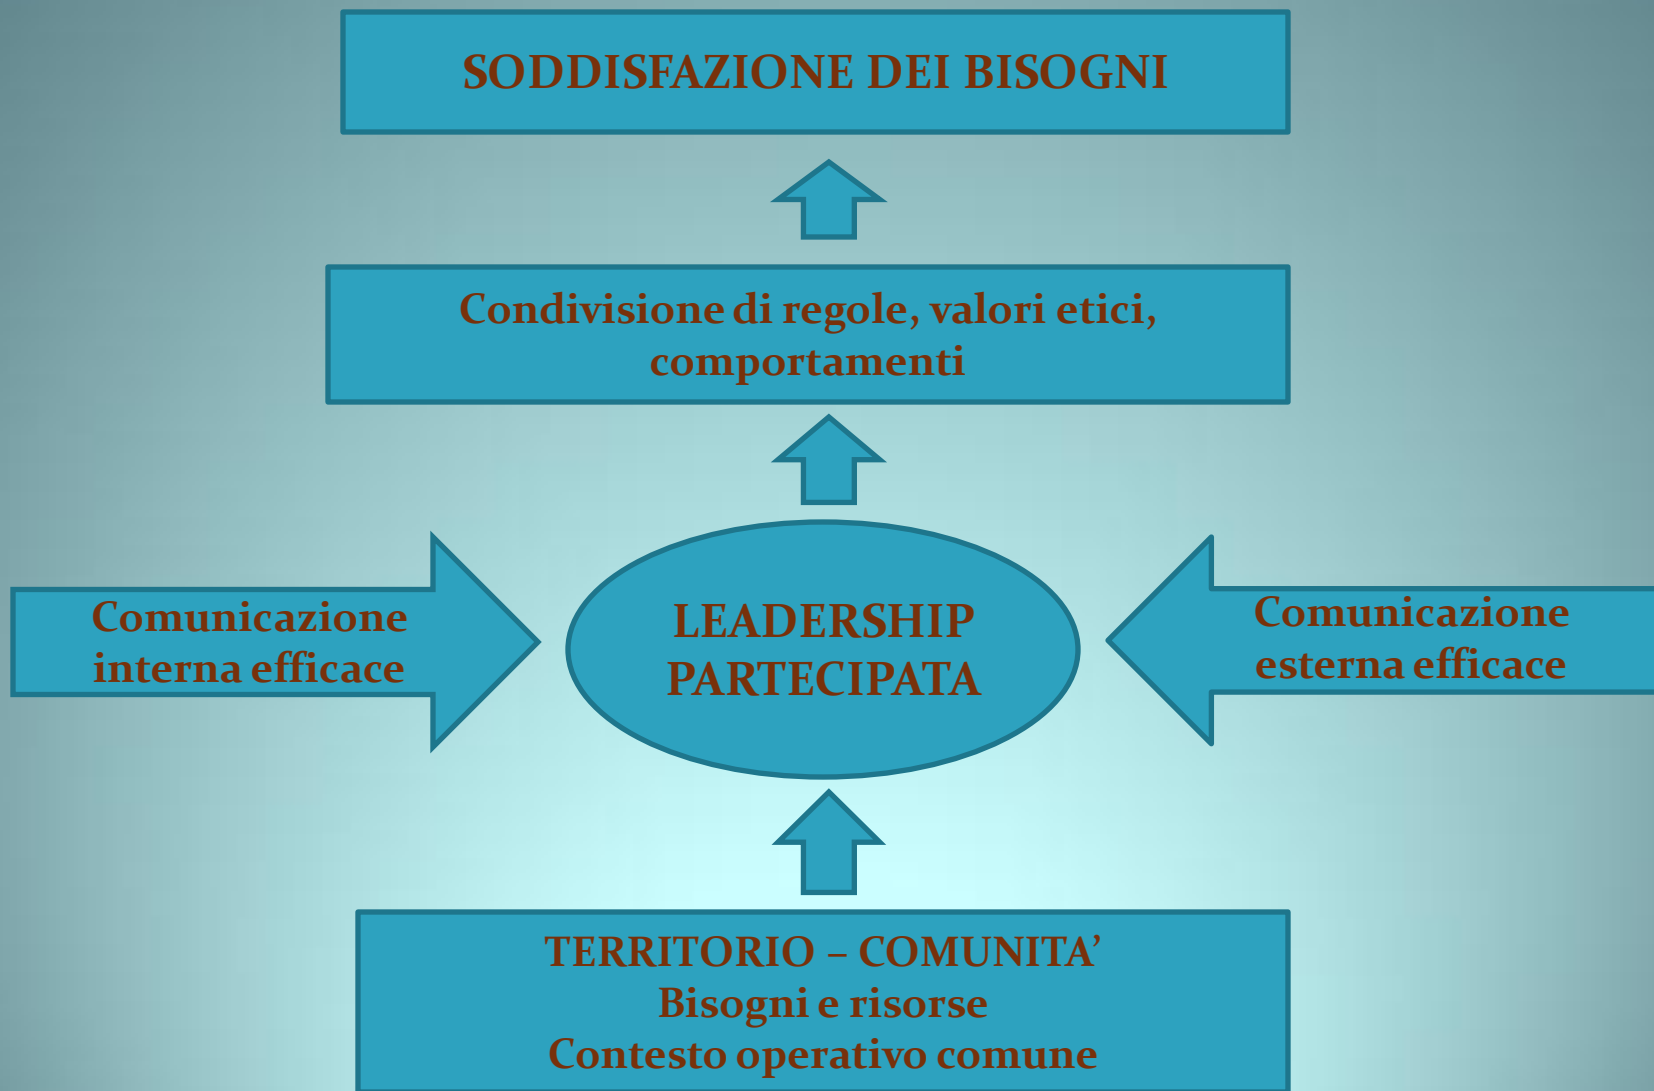 SODDISFAZIONE DEI BISOGNI
Condivisione di regole, valori etici,
comportamenti
Comunicazione
interna efficace
LEADERSHIP
PARTECIPATA
Comunicazione
esterna efficace
TERRITORIO – COMUNITA’
Bisogni e risorse
Contesto operativo comune